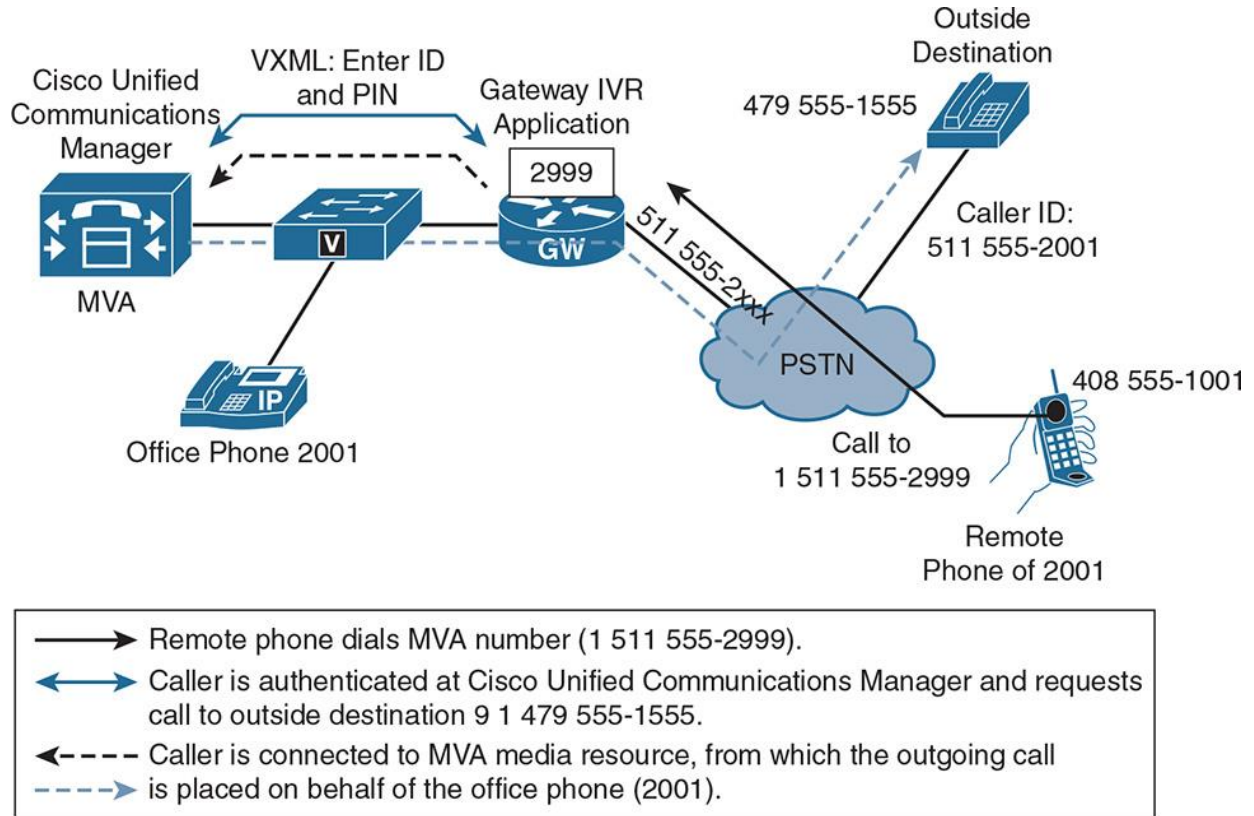 Outside
Destination
VXML: Enter ID
and PIN
Cisco Unified
Communications
Manager
Gateway IVR
Application
479 555-1555
2999
Caller ID:
511 555-2001
V
GW
511 555-2xxx
MVA
PSTN
408 555-1001
IP
Office Phone 2001
Call to
1 511 555-2999
Remote
Phone of 2001
Remote phone dials MVA number (1 511 555-2999).
Caller is authenticated at Cisco Unified Communications Manager and requests
call to outside destination 9 1 479 555-1555.
Caller is connected to MVA media resource, from which the outgoing call
is placed on behalf of the office phone (2001).